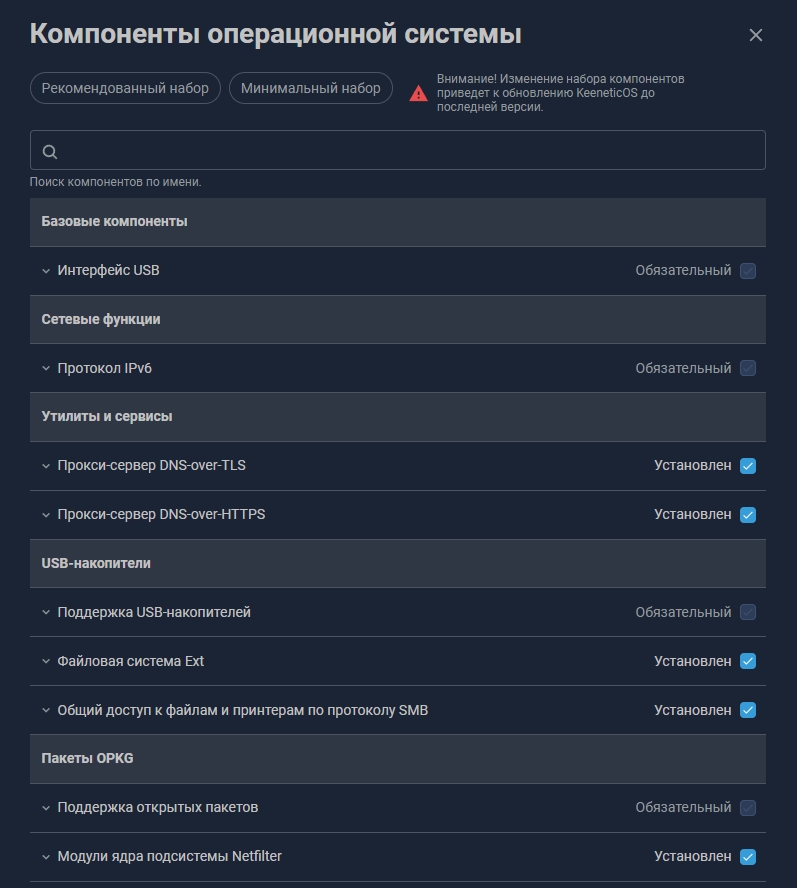 Компоненты операционной системы
Рекомендованный набор
Минимальный набор
Внимание! Изменение набора компонентов
приведет к обновлению KeeneticOS до
последней версии.
Поиск компонентов по имени.
Базовые компоненты
Интерфейс USB Обязательный
Сетевые функции
Протокол IPv6 Обязательный
Утилиты и сервисы
Прокси-сервер DNS-over-TLS Установлен
Прокси-сервер DNS-over-HTTPS Установлен
USB-накопители
Поддержка USB-накопителей Обязательный
Файловая система Ext Установлен
Общий доступ к файлам и принтерам по протоколу SMB Установлен
Пакеты OPKG
Поддержка открытых пакетов Обязательный
Модули ядра подсистемы Netfilter Установлен